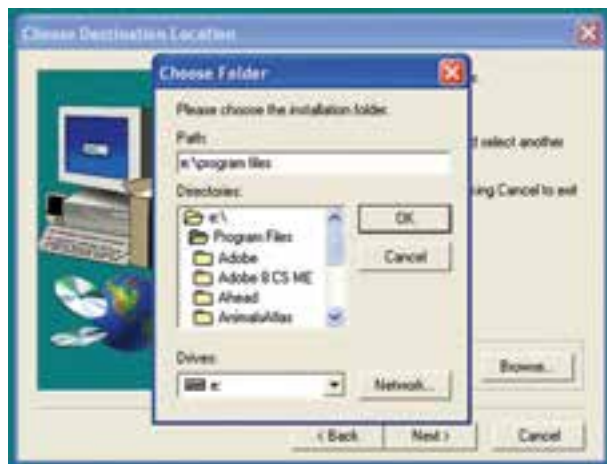 Choose Destination Location
Choose Folder
Please choose the installation folder.
Path:
e:\program files
Directories:
e:\
Program Files
Adobe
Adobe 8 CS ME
Ahead
AnimalsAtlas
OK
Cancel
Drives:
e:
Network...
select another
Cancel to exit
Browse...
< Back
Next >
Cancel